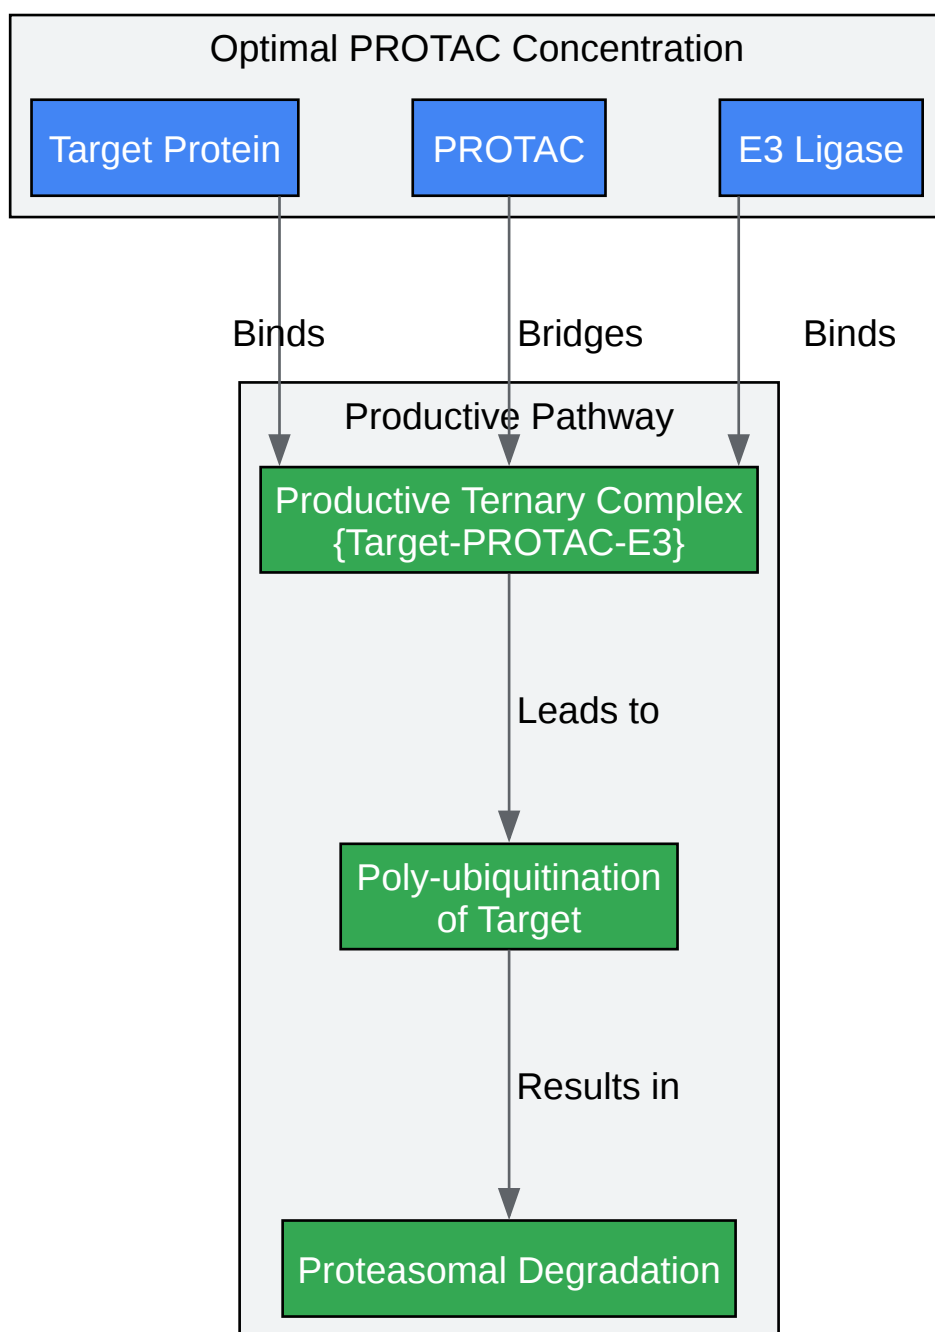 Optimal PROTAC Concentration
Target Protein
PROTAC
E3 Ligase
Binds
Bridges
Binds
Productive Pathway
Productive Ternary Complex
{Target-PROTAC-E3}
Leads to
Poly-ubiquitination
of Target
Results in
Proteasomal Degradation